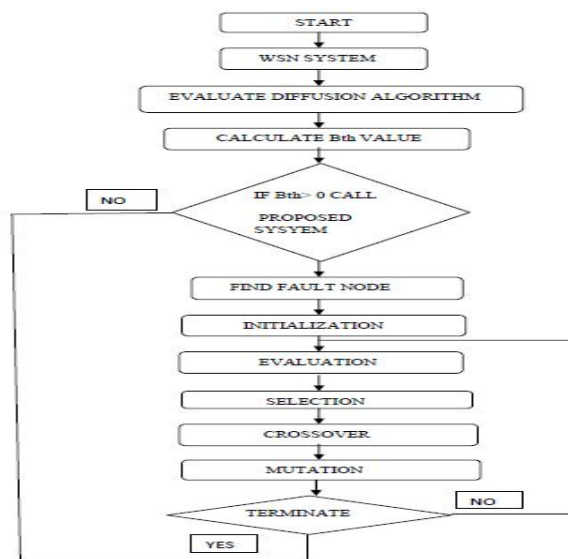 START
WSN SYSTEM
EVALUATE DIFFUSION ALGORITHM
CALCULATE Bth VALUE
NO
IF Bth> 0 CALL
PROPOSED
SYSYEM
FIND FAULT NODE
INITIALIZATION
EVALUATION
SELECTION
CROSSOVER
MUTATION
NO
TERMINATE
YES